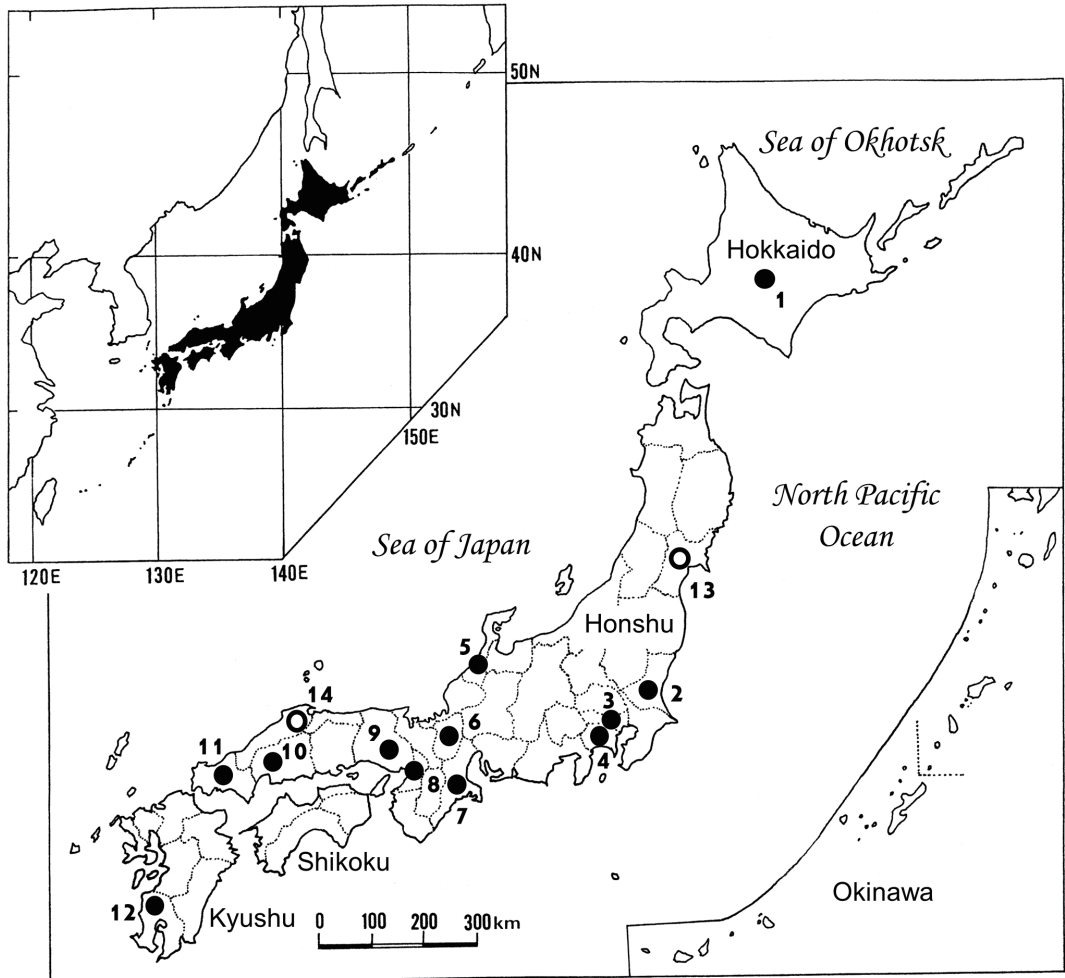 50N
Sea of Okhotsk
Hokkaido
40N
1
30N
150E
North Pacific
Ocean
Sea of Japan
120E
130E
140E
13
Honshu
5
14
3
2
9
6
11
10
4
8
7
Shikoku
12
Kyushu
Okinawa
0 100 200 300km